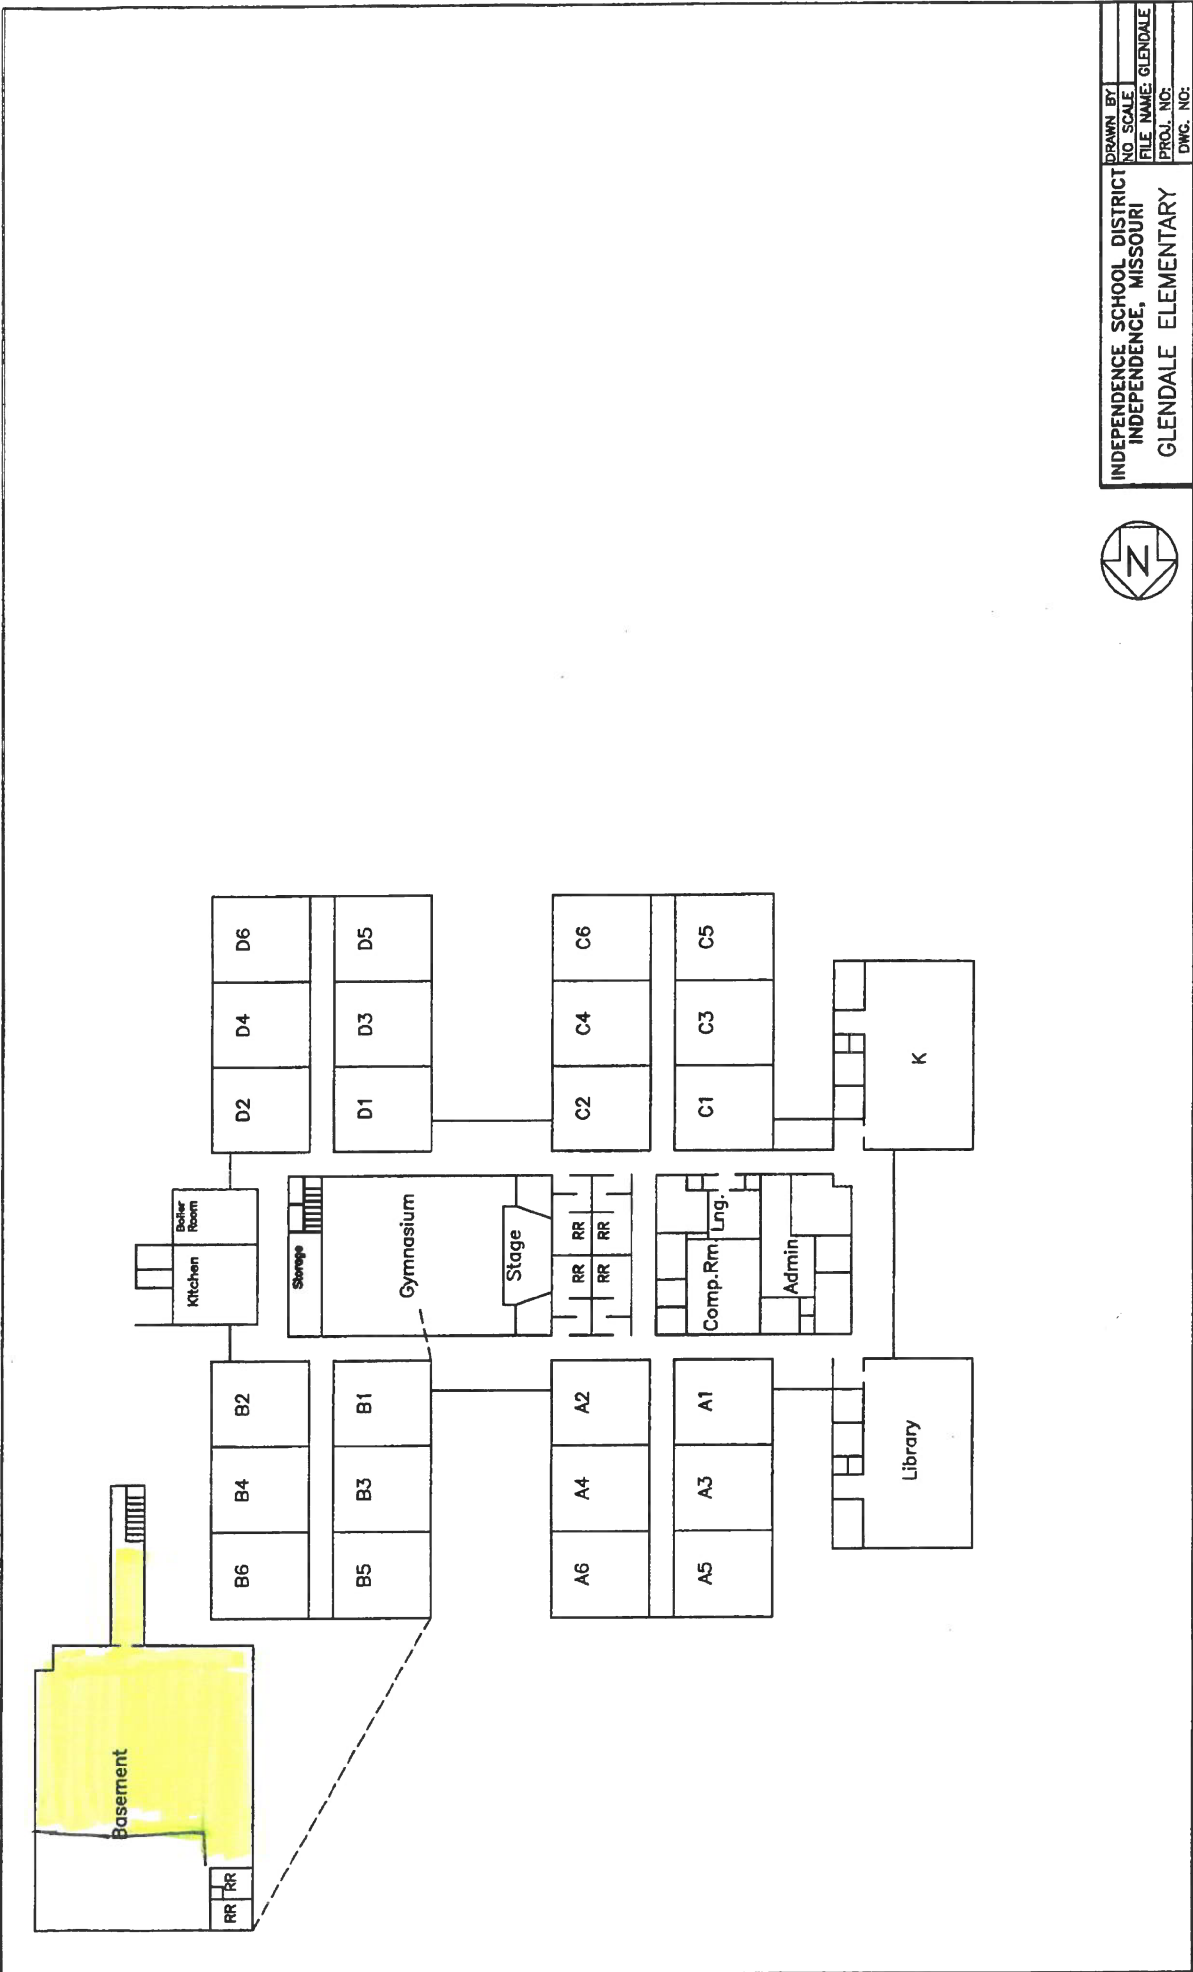 Basement
RR
RR
Kitchen
Boiler
Room
B6
B4
B2
D2
D4
D6
Storage
B5
B3
B1
D1
D3
D5
Gymnasium
Stage
A6
A4
A2
RR
RR
RR
RR
C2
C4
C6
A5
A3
A1
Comp.Rm.
Lng.
C1
C3
C5
Admin.
Library
K
N
INDEPENDENCE SCHOOL DISTRICT
INDEPENDENCE, MISSOURI
GLENDALE ELEMENTARY
DRAWN BY
NO SCALE
FILE NAME: GLENDALE
PROJ. NO:
DWG. NO: